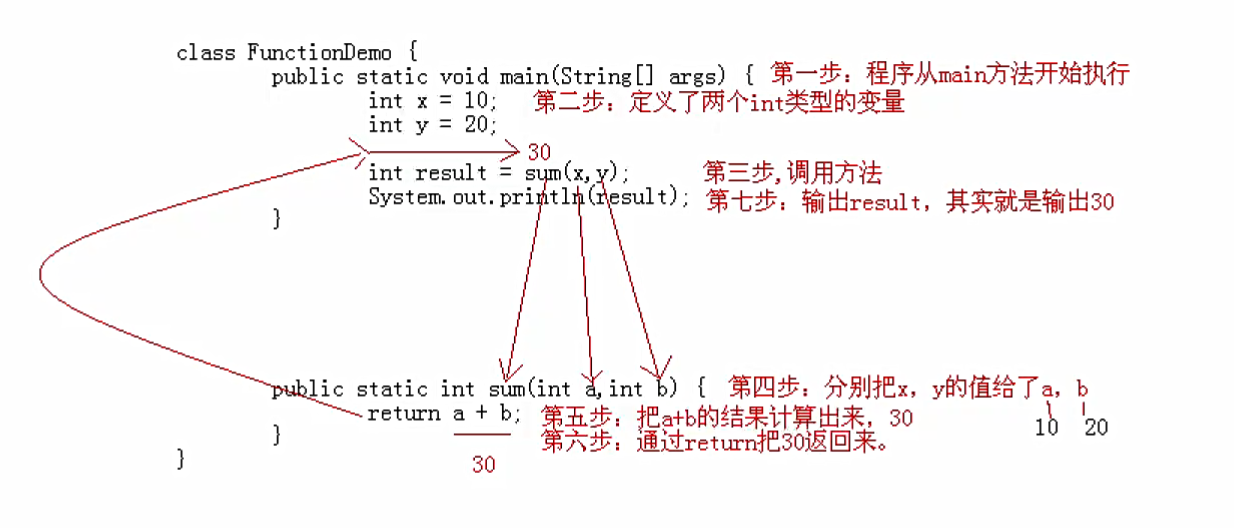 class FunctionDemo {
public static void main(String[] args) { 第一步：程序从main方法开始执行
int x = 10; 第二步：定义了两个int类型的变量
int y = 20;
30
int result = sum(x,y); 第三步,调用方法
System.out.println(result); 第七步：输出result，其实就是输出30
}
public static int sum(int a,int b) { 第四步：分别把x，y的值给了a，b
return a + b; 第五步：把a+b的结果计算出来，30
10 20
} 第六步：通过return把30返回来。
}
30